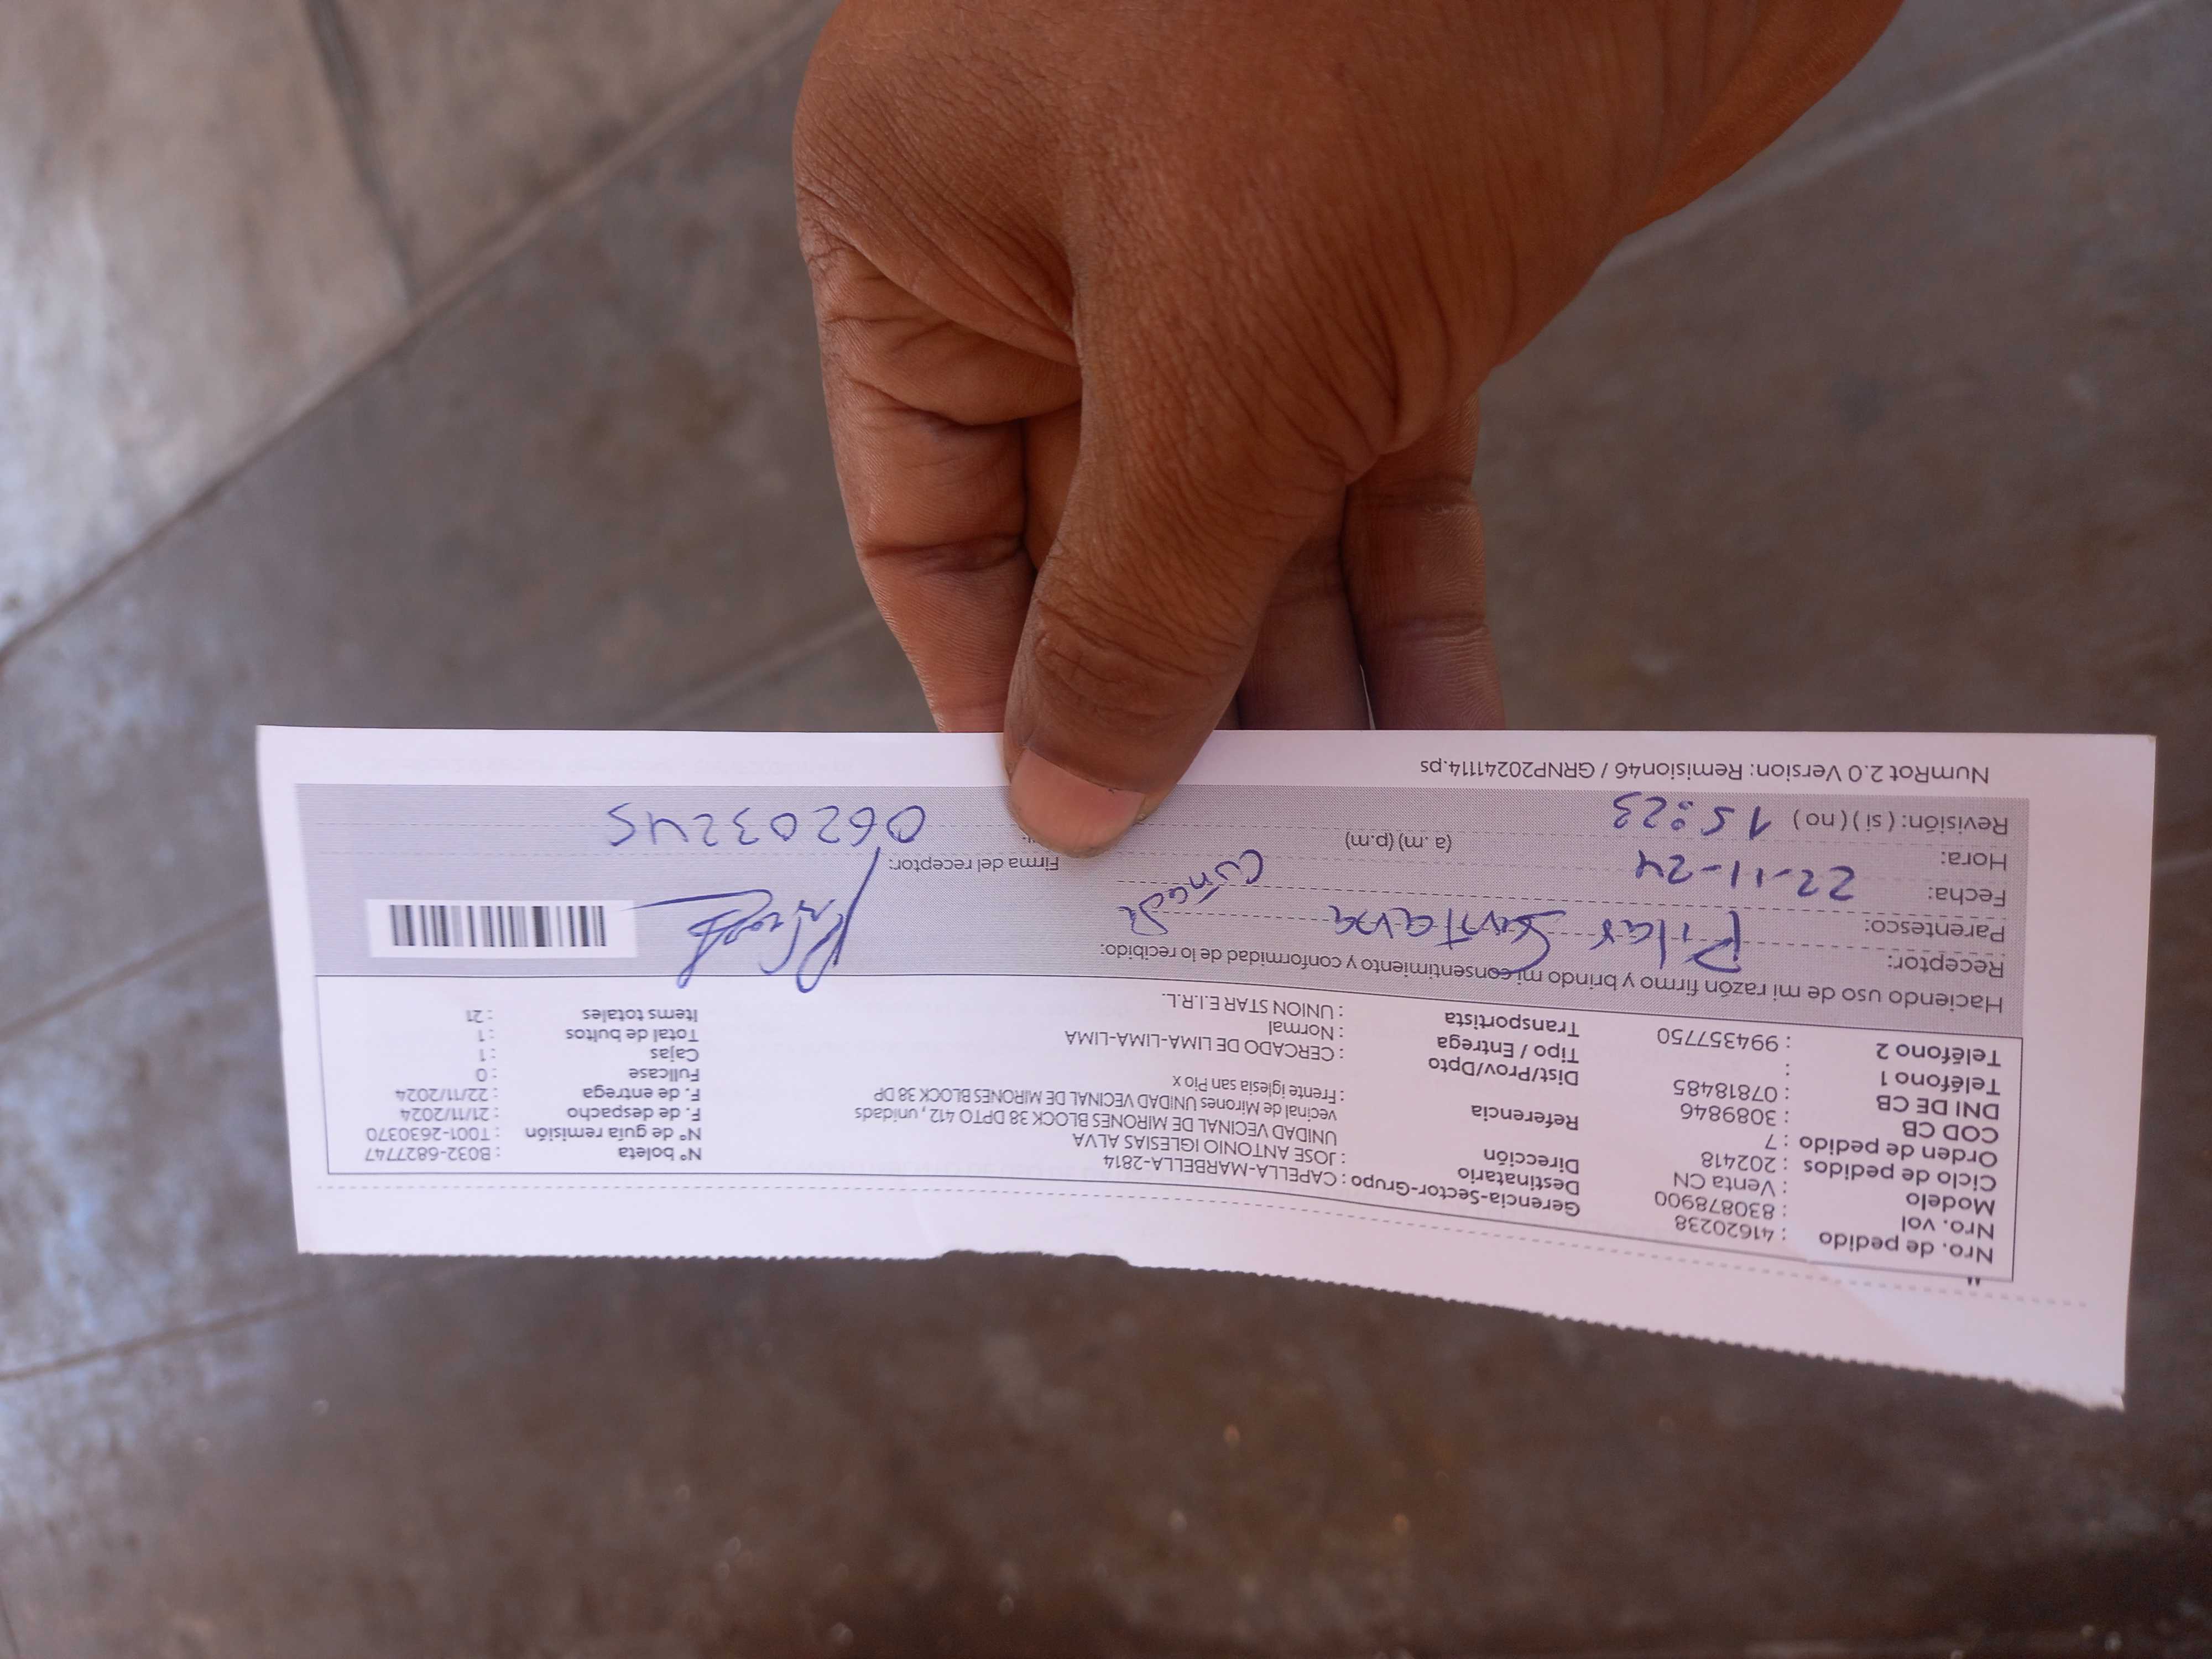 Nro. de pedido : 41620238
Nro. vol : 830878900
Modelo : Venta CN
Ciclo de pedidos : 202418
Orden de pedido : 7
COD CB : 3089846
DNI DE CB : 07818485
Teléfono 1 :
Teléfono 2 : 994357750
Gerencia-Sector-Grupo : CAPELLA-MARBELLA-2814
Destinatario : JOSE ANTONIO IGLESIAS ALVA
Dirección UNIDAD VECINAL DE MIRONES BLOCK 38 DPTO 412 , unidads
vecinal de Mirones UNIDAD VECINAL DE MIRONES BLOCK 38 DP
Referencia : Frente iglesia san Pio x
Dist/Prov/Dpto : CERCADO DE LIMA-LIMA-LIMA
Tipo / Entrega : Normal
Transportista : UNION STAR E.I.R.L.
Nº boleta : B032-6827747
Nº de guia remisión : T001-2630370
F. de despacho : 21/11/2024
F. de entrega : 22/11/2024
Fullcase : 0
Cajas : 1
Total de bultos : 1
Items totales : 21
Haciendo uso de mi razón firmo y brindo mi consentimiento y conformidad de lo recibido:
Receptor: Pilar Santana
Parentesco: Cuñada
Fecha: 22-11-24
Hora: 15:23 (a. m) (p.m)
Revisión: ( si ) ( no )
Firma del receptor:
06203245
NumRot 2.0 Version: Remision46 / GRNP20241114.ps